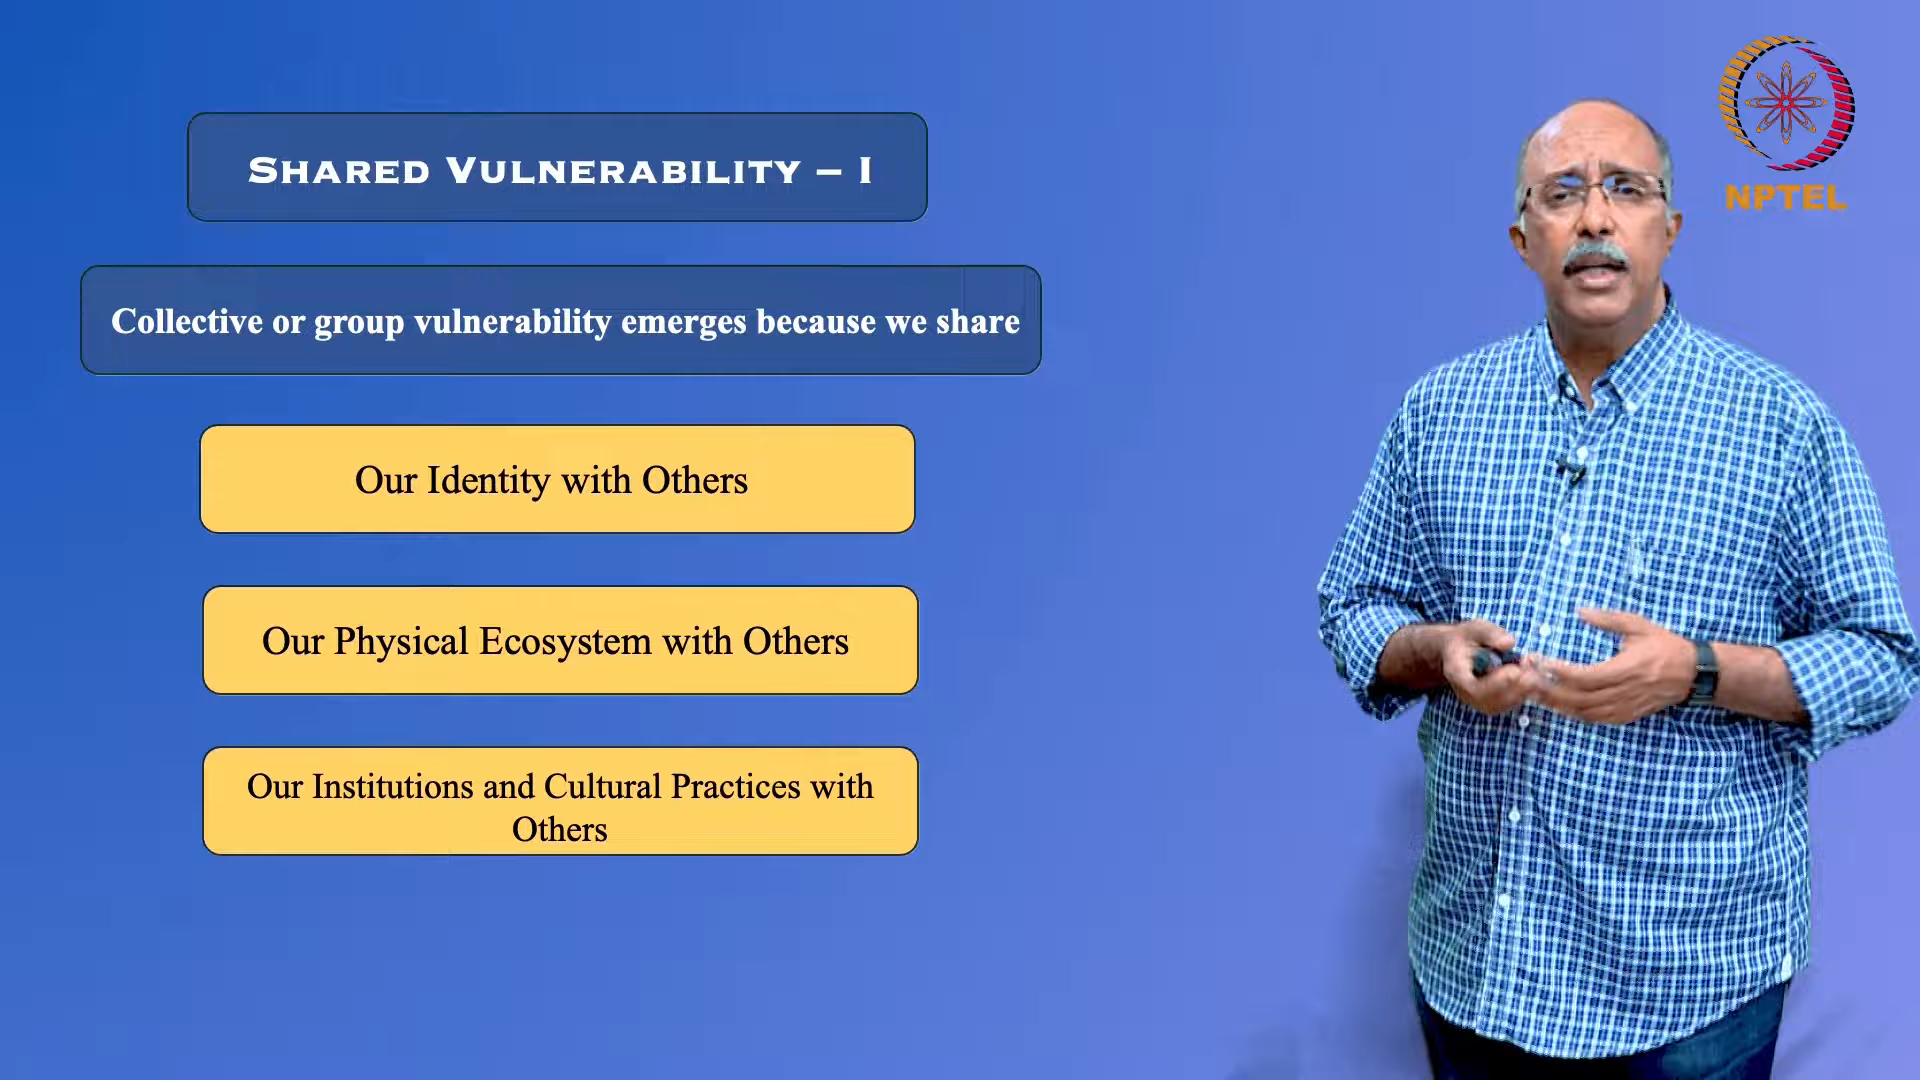 SHARED VULNERABILITY – I
Collective or group vulnerability emerges because we share
Our Identity with Others
Our Physical Ecosystem with Others
Our Institutions and Cultural Practices with
Others
NPTEL